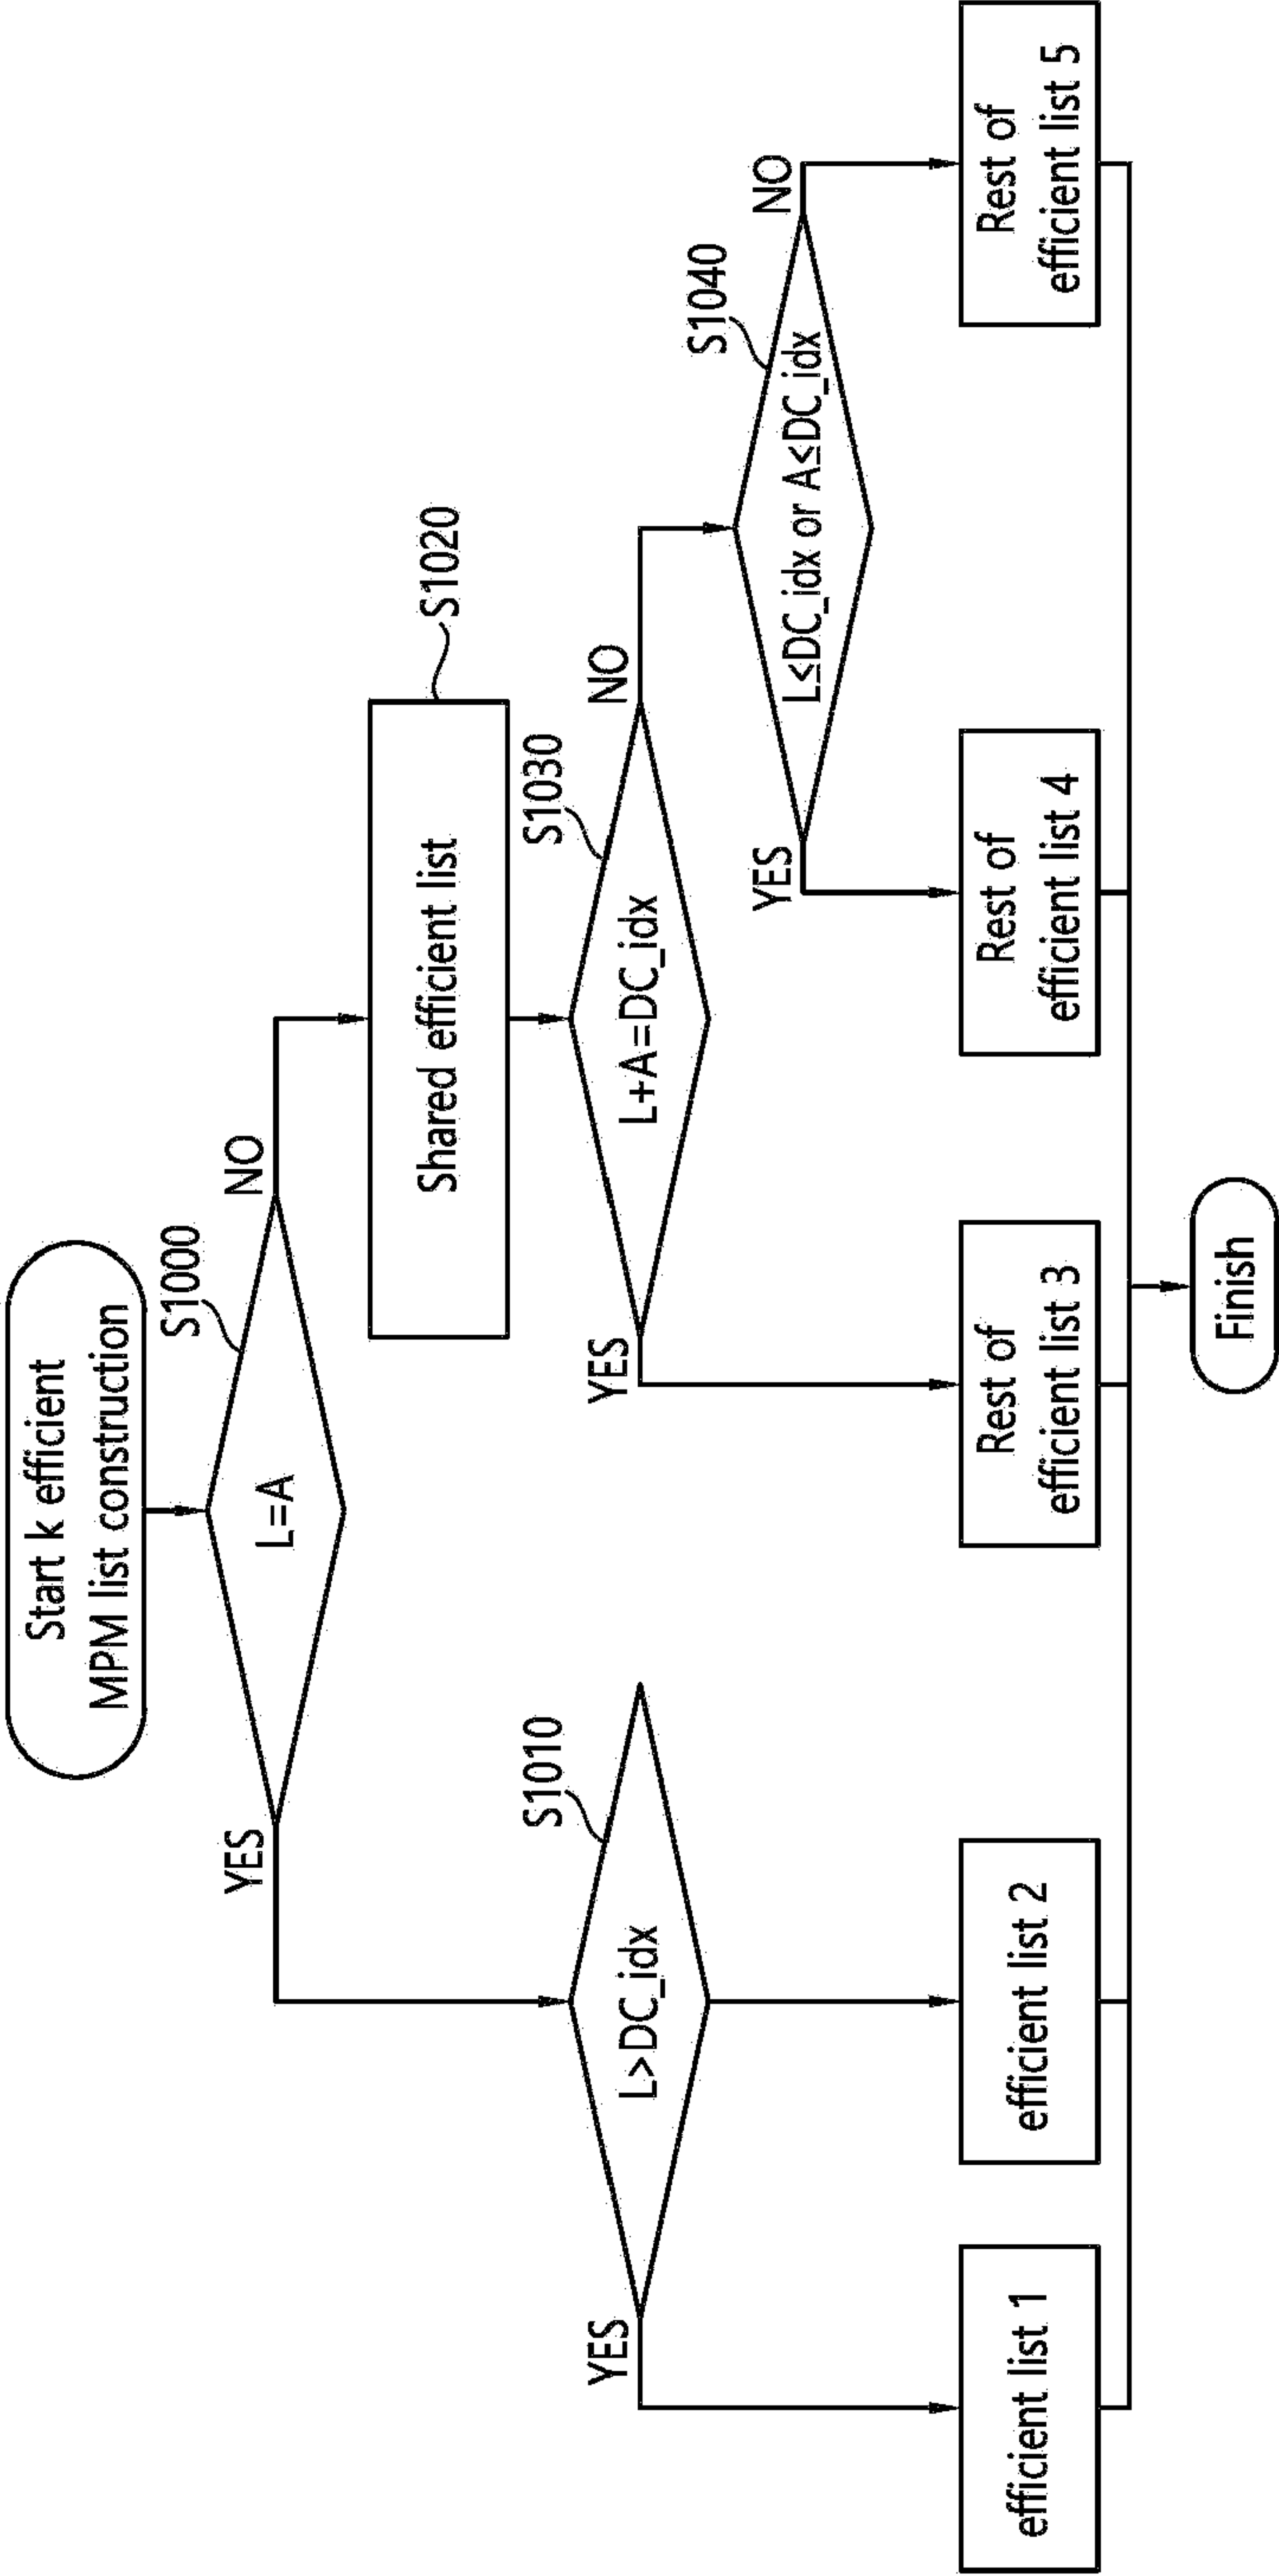 Start k efficient
MPM list construction
S1000
L=A
YES
NO
S1020
Shared efficient list
S1010
L>DC_idx
YES
S1030
L+A=DC_idx
YES
NO
S1040
L≤DC_idx or A≤DC_idx
YES
NO
efficient list 1
efficient list 2
Rest of
efficient list 3
Rest of
efficient list 4
Rest of
efficient list 5
Finish